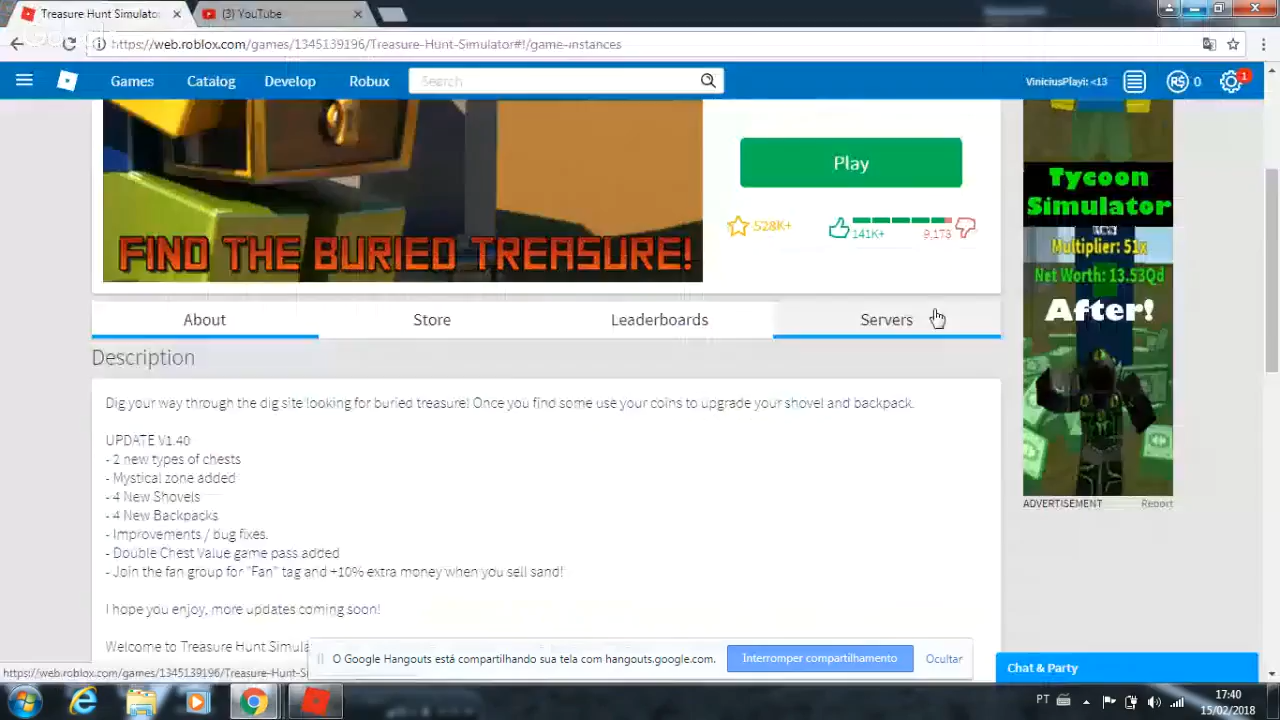 Treasure Hunt Simulator
(3) YouTube
https://web.roblox.com/games/1345139196/Treasure-Hunt-Simulator#!/game-instances
Games
Catalog
Develop
Robux
Search
ViniciusPlayi: <13
R$ 0
1
Play
528K+
141K+
9,173
FIND THE BURIED TREASURE!
Tycoon
Simulator
Multiplier: 51x
Net Worth: 13.53Qd
After!
ADVERTISEMENT
Report
About
Store
Leaderboards
Servers
Description
Dig your way through the dig site looking for buried treasure! Once you find some use your coins to upgrade your shovel and backpack.
UPDATE V1.40
- 2 new types of chests
- Mystical zone added
- 4 New Shovels
- 4 New Backpacks
- Improvements / bug fixes.
- Double Chest Value game pass added
- Join the fan group for "Fan" tag and +10% extra money when you sell sand!
I hope you enjoy, more updates coming soon!
Welcome to Treasure Hunt Simula
O Google Hangouts está compartilhando sua tela com hangouts.google.com.
Interromper compartilhamento
Ocultar
Chat & Party
https://web.roblox.com/games/1345139196/Treasure-Hunt-S
PT
17:40
15/02/2018